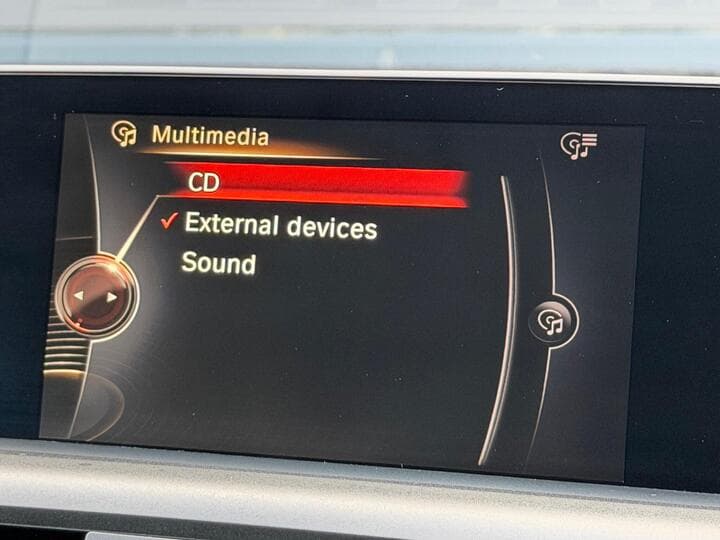 Multimedia
CD
External devices
Sound